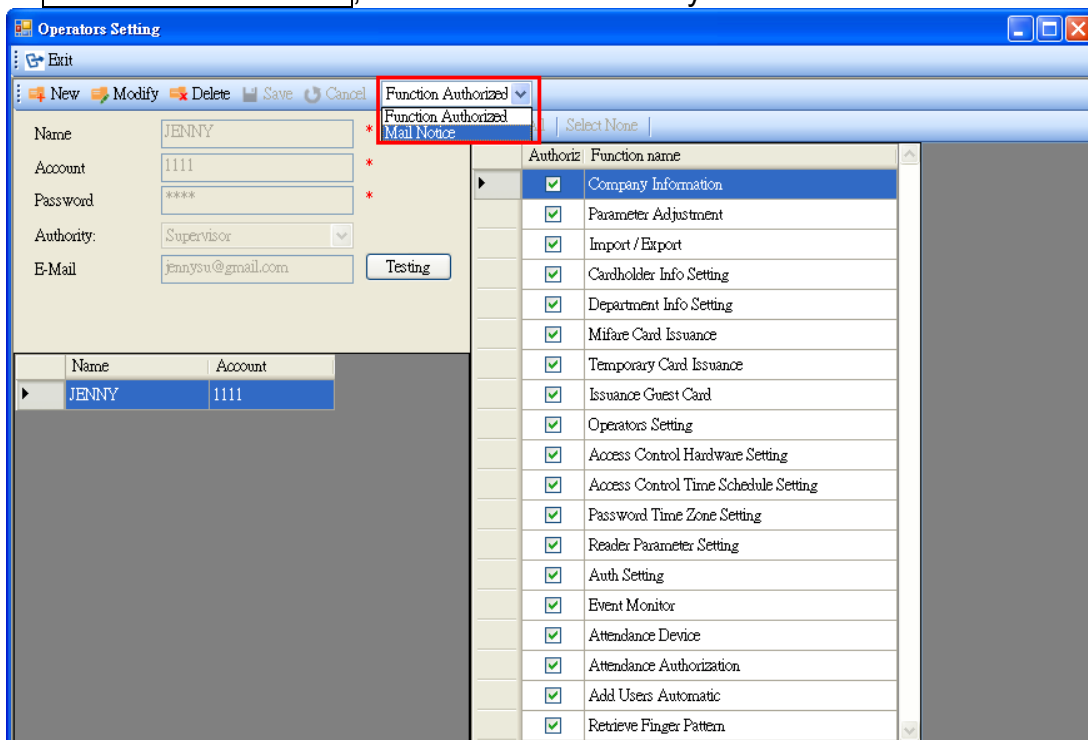 Operators Setting
Exit
New Modify Delete Save Cancel Function Authorized
Function Authorized
Mail Notice
Select None
Name JENNY *
Account 1111 *
Password **** *
Authority: Supervisor
E-Mail jennysu@gmail.com Testing
Name Account
JENNY 1111
Authoriz Function name
Company Information
Parameter Adjustment
Import / Export
Cardholder Info Setting
Department Info Setting
Mifare Card Issuance
Temporary Card Issuance
Issuance Guest Card
Operators Setting
Access Control Hardware Setting
Access Control Time Schedule Setting
Password Time Zone Setting
Reader Parameter Setting
Auth Setting
Event Monitor
Attendance Device
Attendance Authorization
Add Users Automatic
Retrieve Finger Pattern